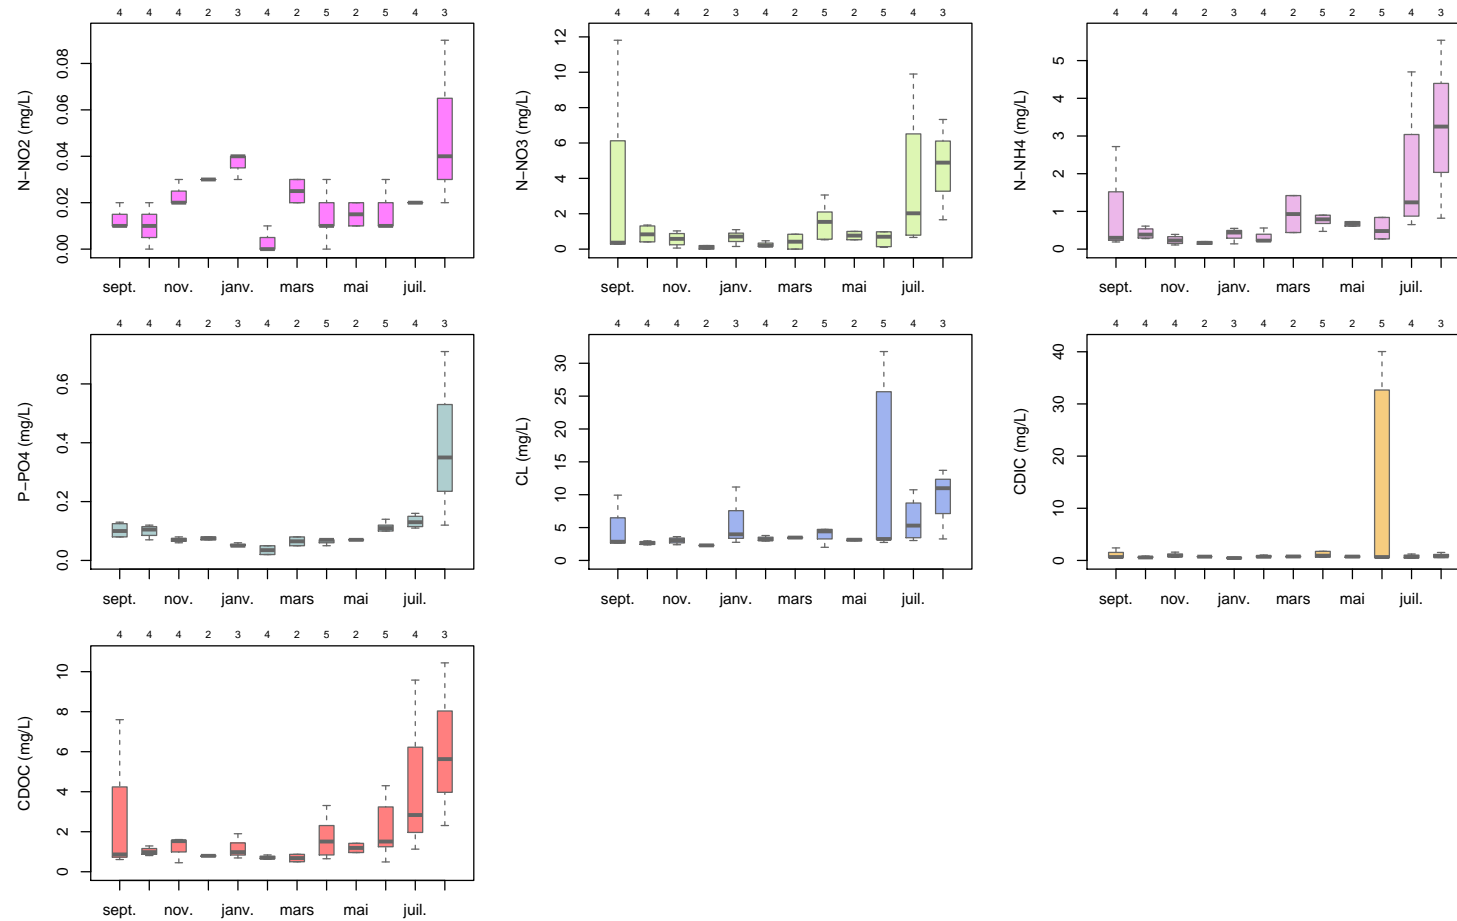 4 4 4 2 3 4 2 5 2 5 4 3
N−NO2 (mg/L)
0.00 0.02 0.04 0.06 0.08
sept. nov. janv. mars mai juil.
4 4 4 2 3 4 2 5 2 5 4 3
N−NO3 (mg/L)
0 2 4 6 8 10 12
sept. nov. janv. mars mai juil.
4 4 4 2 3 4 2 5 2 5 4 3
N−NH4 (mg/L)
0 1 2 3 4 5
sept. nov. janv. mars mai juil.
4 4 4 2 3 4 2 5 2 5 4 3
P−PO4 (mg/L)
0.0 0.2 0.4 0.6
sept. nov. janv. mars mai juil.
4 4 4 2 3 4 2 5 2 5 4 3
CL (mg/L)
0 5 10 15 20 25 30
sept. nov. janv. mars mai juil.
4 4 4 2 3 4 2 5 2 5 4 3
CDIC (mg/L)
0 10 20 30 40
sept. nov. janv. mars mai juil.
4 4 4 2 3 4 2 5 2 5 4 3
CDOC (mg/L)
0 2 4 6 8 10
sept. nov. janv. mars mai juil.